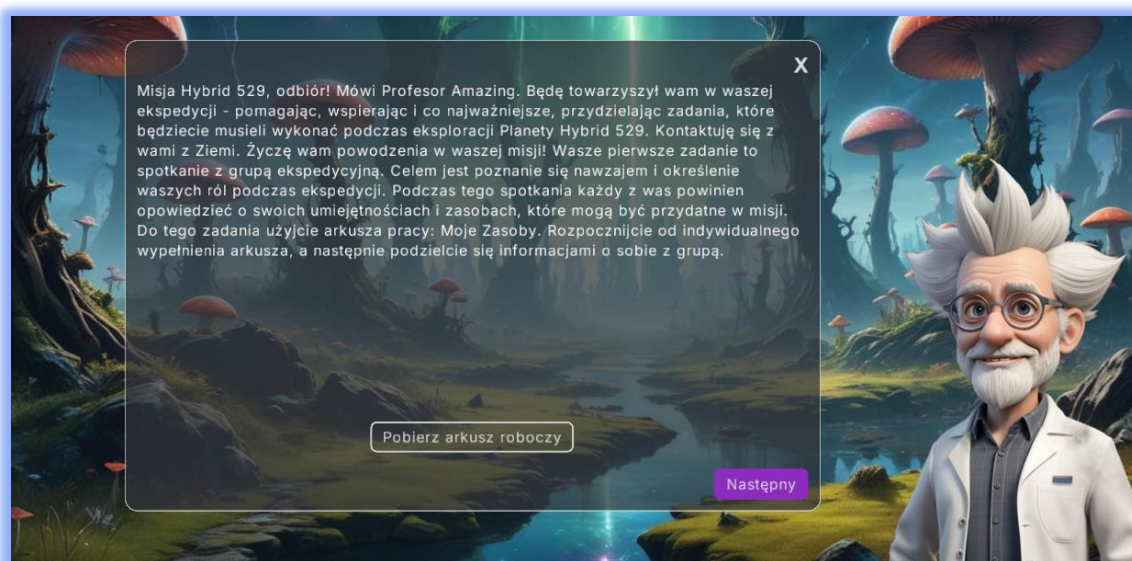 X
Misja Hybrid 529, odbiór! Mówi Profesor Amazing. Będę towarzyszył wam w waszej
ekspedycji - pomagając, wspierając i co najważniejsze, przydzielając zadania, które
będziecie musieli wykonać podczas eksploracji Planety Hybrid 529. Kontaktuję się z
wami z Ziemi. Życzę wam powodzenia w waszej misji! Wasze pierwsze zadanie to
spotkanie z grupą ekspedycyjną. Celem jest poznanie się nawzajem i określenie
waszych ról podczas ekspedycji. Podczas tego spotkania każdy z was powinien
opowiedzieć o swoich umiejętnościach i zasobach, które mogą być przydatne w misji.
Do tego zadania użyjcie arkusza pracy: Moje Zasoby. Rozpocznijcie od indywidualnego
wypełnienia arkusza, a następnie podzielcie się informacjami o sobie z grupą.
Pobierz arkusz roboczy
Następny